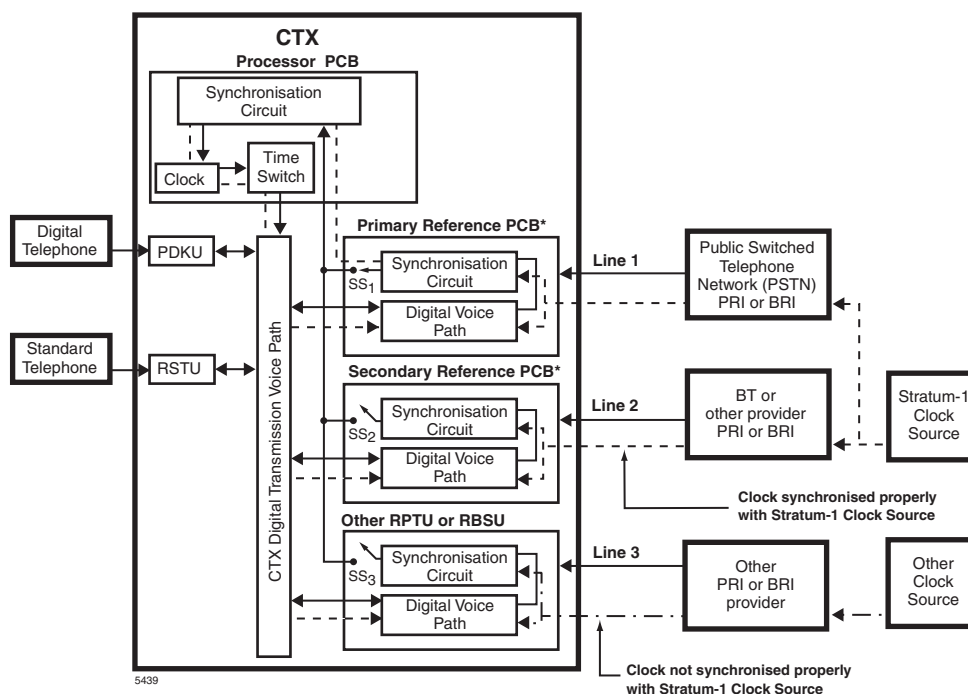 CTX
Processor PCB
Synchronisation
Circuit
Clock
Time
Switch
Digital
Telephone
PDKU
Standard
Telephone
RSTU
CTX Digital Transmission Voice Path
Primary Reference PCB*
SS1
Synchronisation
Circuit
Digital Voice
Path
Line 1
Public Switched
Telephone
Network (PSTN)
PRI or BRI
Secondary Reference PCB*
SS2
Synchronisation
Circuit
Digital Voice
Path
Line 2
BT or
other provider
PRI or BRI
Stratum-1
Clock
Source
Clock synchronised properly
with Stratum-1 Clock Source
Other RPTU or RBSU
SS3
Synchronisation
Circuit
Digital Voice
Path
Line 3
Other
PRI or BRI
provider
Other
Clock
Source
Clock not synchronised properly
with Stratum-1 Clock Source
5439